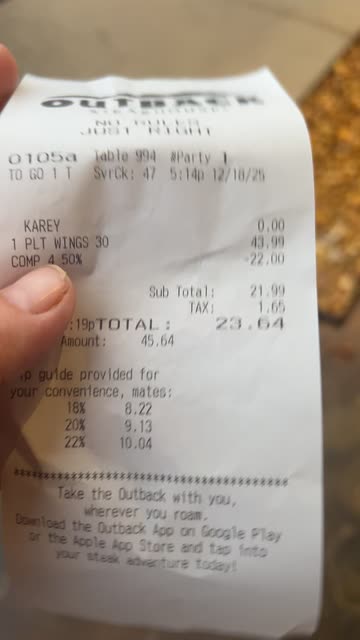 OUTBACK
STEAKHOUSE
NO RULES
JUST RIGHT
0105a Table 994 #Party 1
TO GO 1 T SvrCk: 47 5:14p 12/18/25
KAREY 0.00
1 PLT WINGS 30 43.99
COMP 4 50% -22.00
Sub Total: 21.99
TAX: 1.65
:19p TOTAL: 23.64
Amount: 45.64
guide provided for
your convenience, mates:
18% 8.22
20% 9.13
22% 10.04
****************************************
Take the Outback with you,
wherever you roam.
Download the Outback App on Google Play
or the Apple App Store and tap into
your steak adventure today!